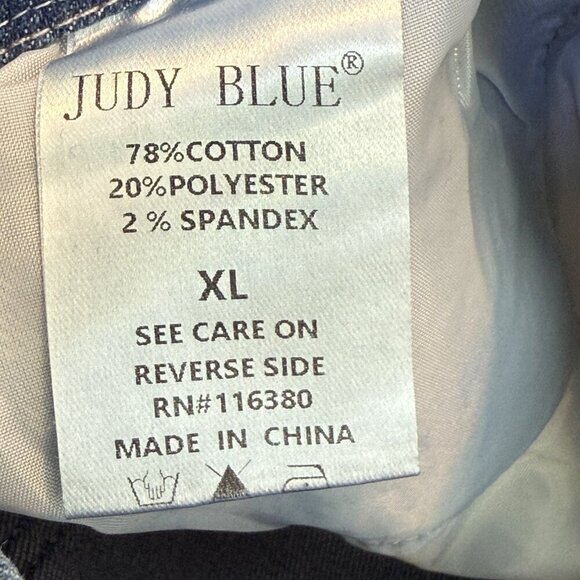 JUDY BLUE®
78%COTTON
20%POLYESTER
2 % SPANDEX
XL
SEE CARE ON
REVERSE SIDE
RN#116380
MADE IN CHINA